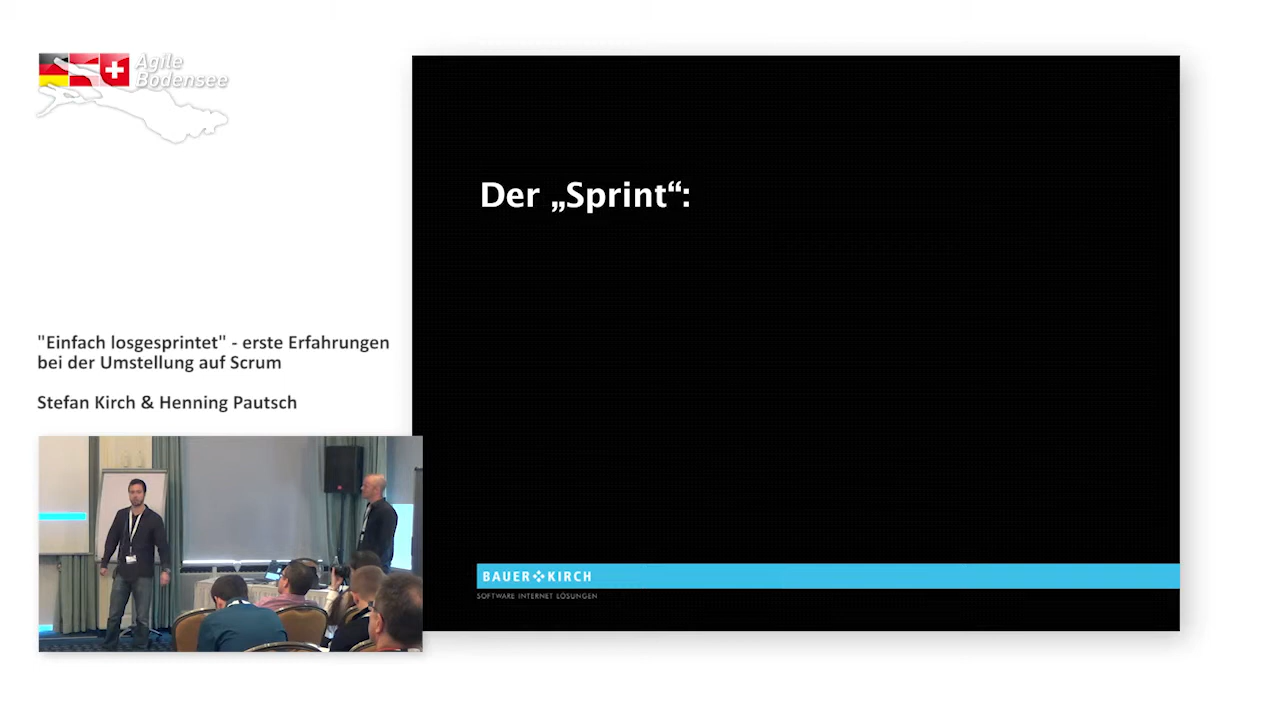 Agile
Bodensee
Der „Sprint“:
"Einfach losgesprintet" - erste Erfahrungen
bei der Umstellung auf Scrum
Stefan Kirch & Henning Pautsch
BAUER KIRCH
SOFTWARE INTERNET LÖSUNGEN